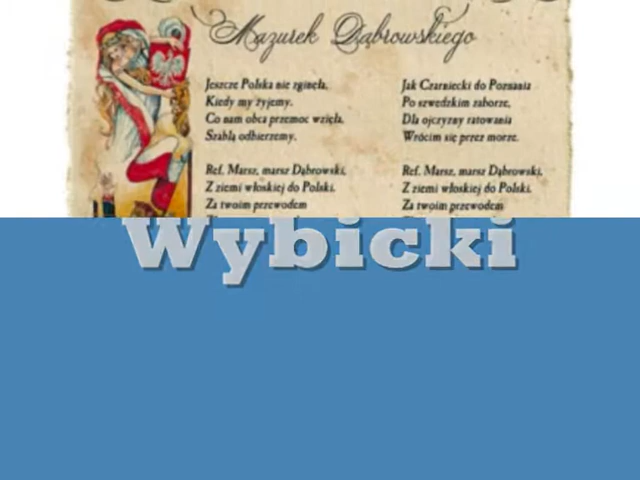 Mazurek Dąbrowskiego
Jeszcze Polska nie zginęła,
Kiedy my żyjemy.
Co nam obca przemoc wzięła,
Szablą odbierzemy.
Ref. Marsz, marsz Dąbrowski,
Z ziemi włoskiej do Polski.
Za twoim przewodem
Jak Czarniecki do Poznania
Po szwedzkim zaborze,
Dla ojczyzny ratowania
Wrócim się przez morze.
Ref. Marsz, marsz Dąbrowski,
Z ziemi włoskiej do Polski.
Za twoim przewodem
Wybicki